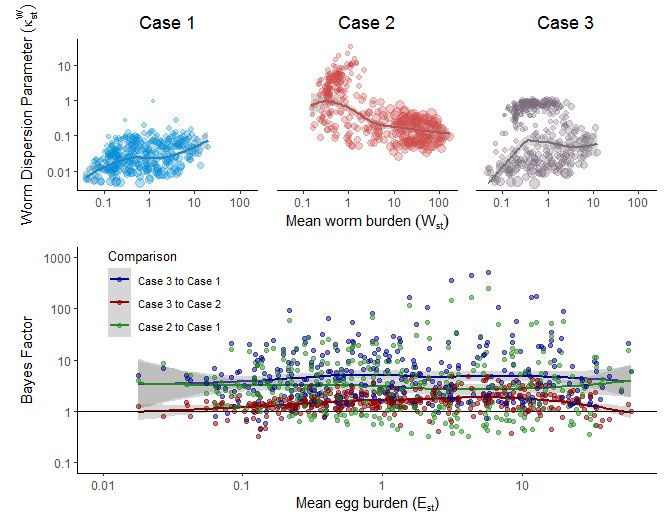 Case 1 Case 2 Case 3
Worm Dispersion Parameter (κ^W_st)
10
1
0.1
0.01
0.1 1 10 100 0.1 1 10 100 0.1 1 10 100
Mean worm burden (W_st)
Bayes Factor
1000
100
10
1
0.1
Comparison
Case 3 to Case 1
Case 3 to Case 2
Case 2 to Case 1
0.01 0.1 1 10
Mean egg burden (E_st)